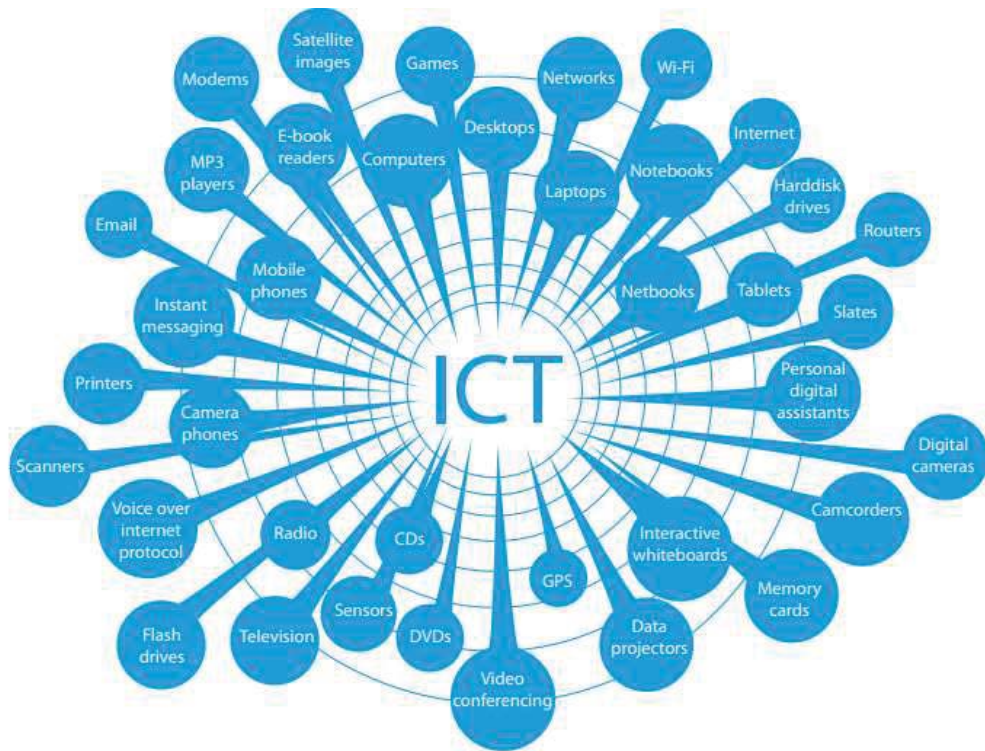 Satellite
images
Games
Modems
Networks
Wi-Fi
Desktops
Internet
E-book
readers
Computers
MP3
players
Laptops
Notebooks
Harddisk
drives
Email
Routers
Mobile
phones
Netbooks
Tablets
Instant
messaging
Slates
Printers
ICT
Personal
digital
assistants
Camera
phones
Scanners
Digital
cameras
Voice over
internet
protocol
Radio
CDs
Interactive
whiteboards
Camcorders
GPS
Memory
cards
Sensors
Flash
drives
Television
DVDs
Data
projectors
Video
conferencing